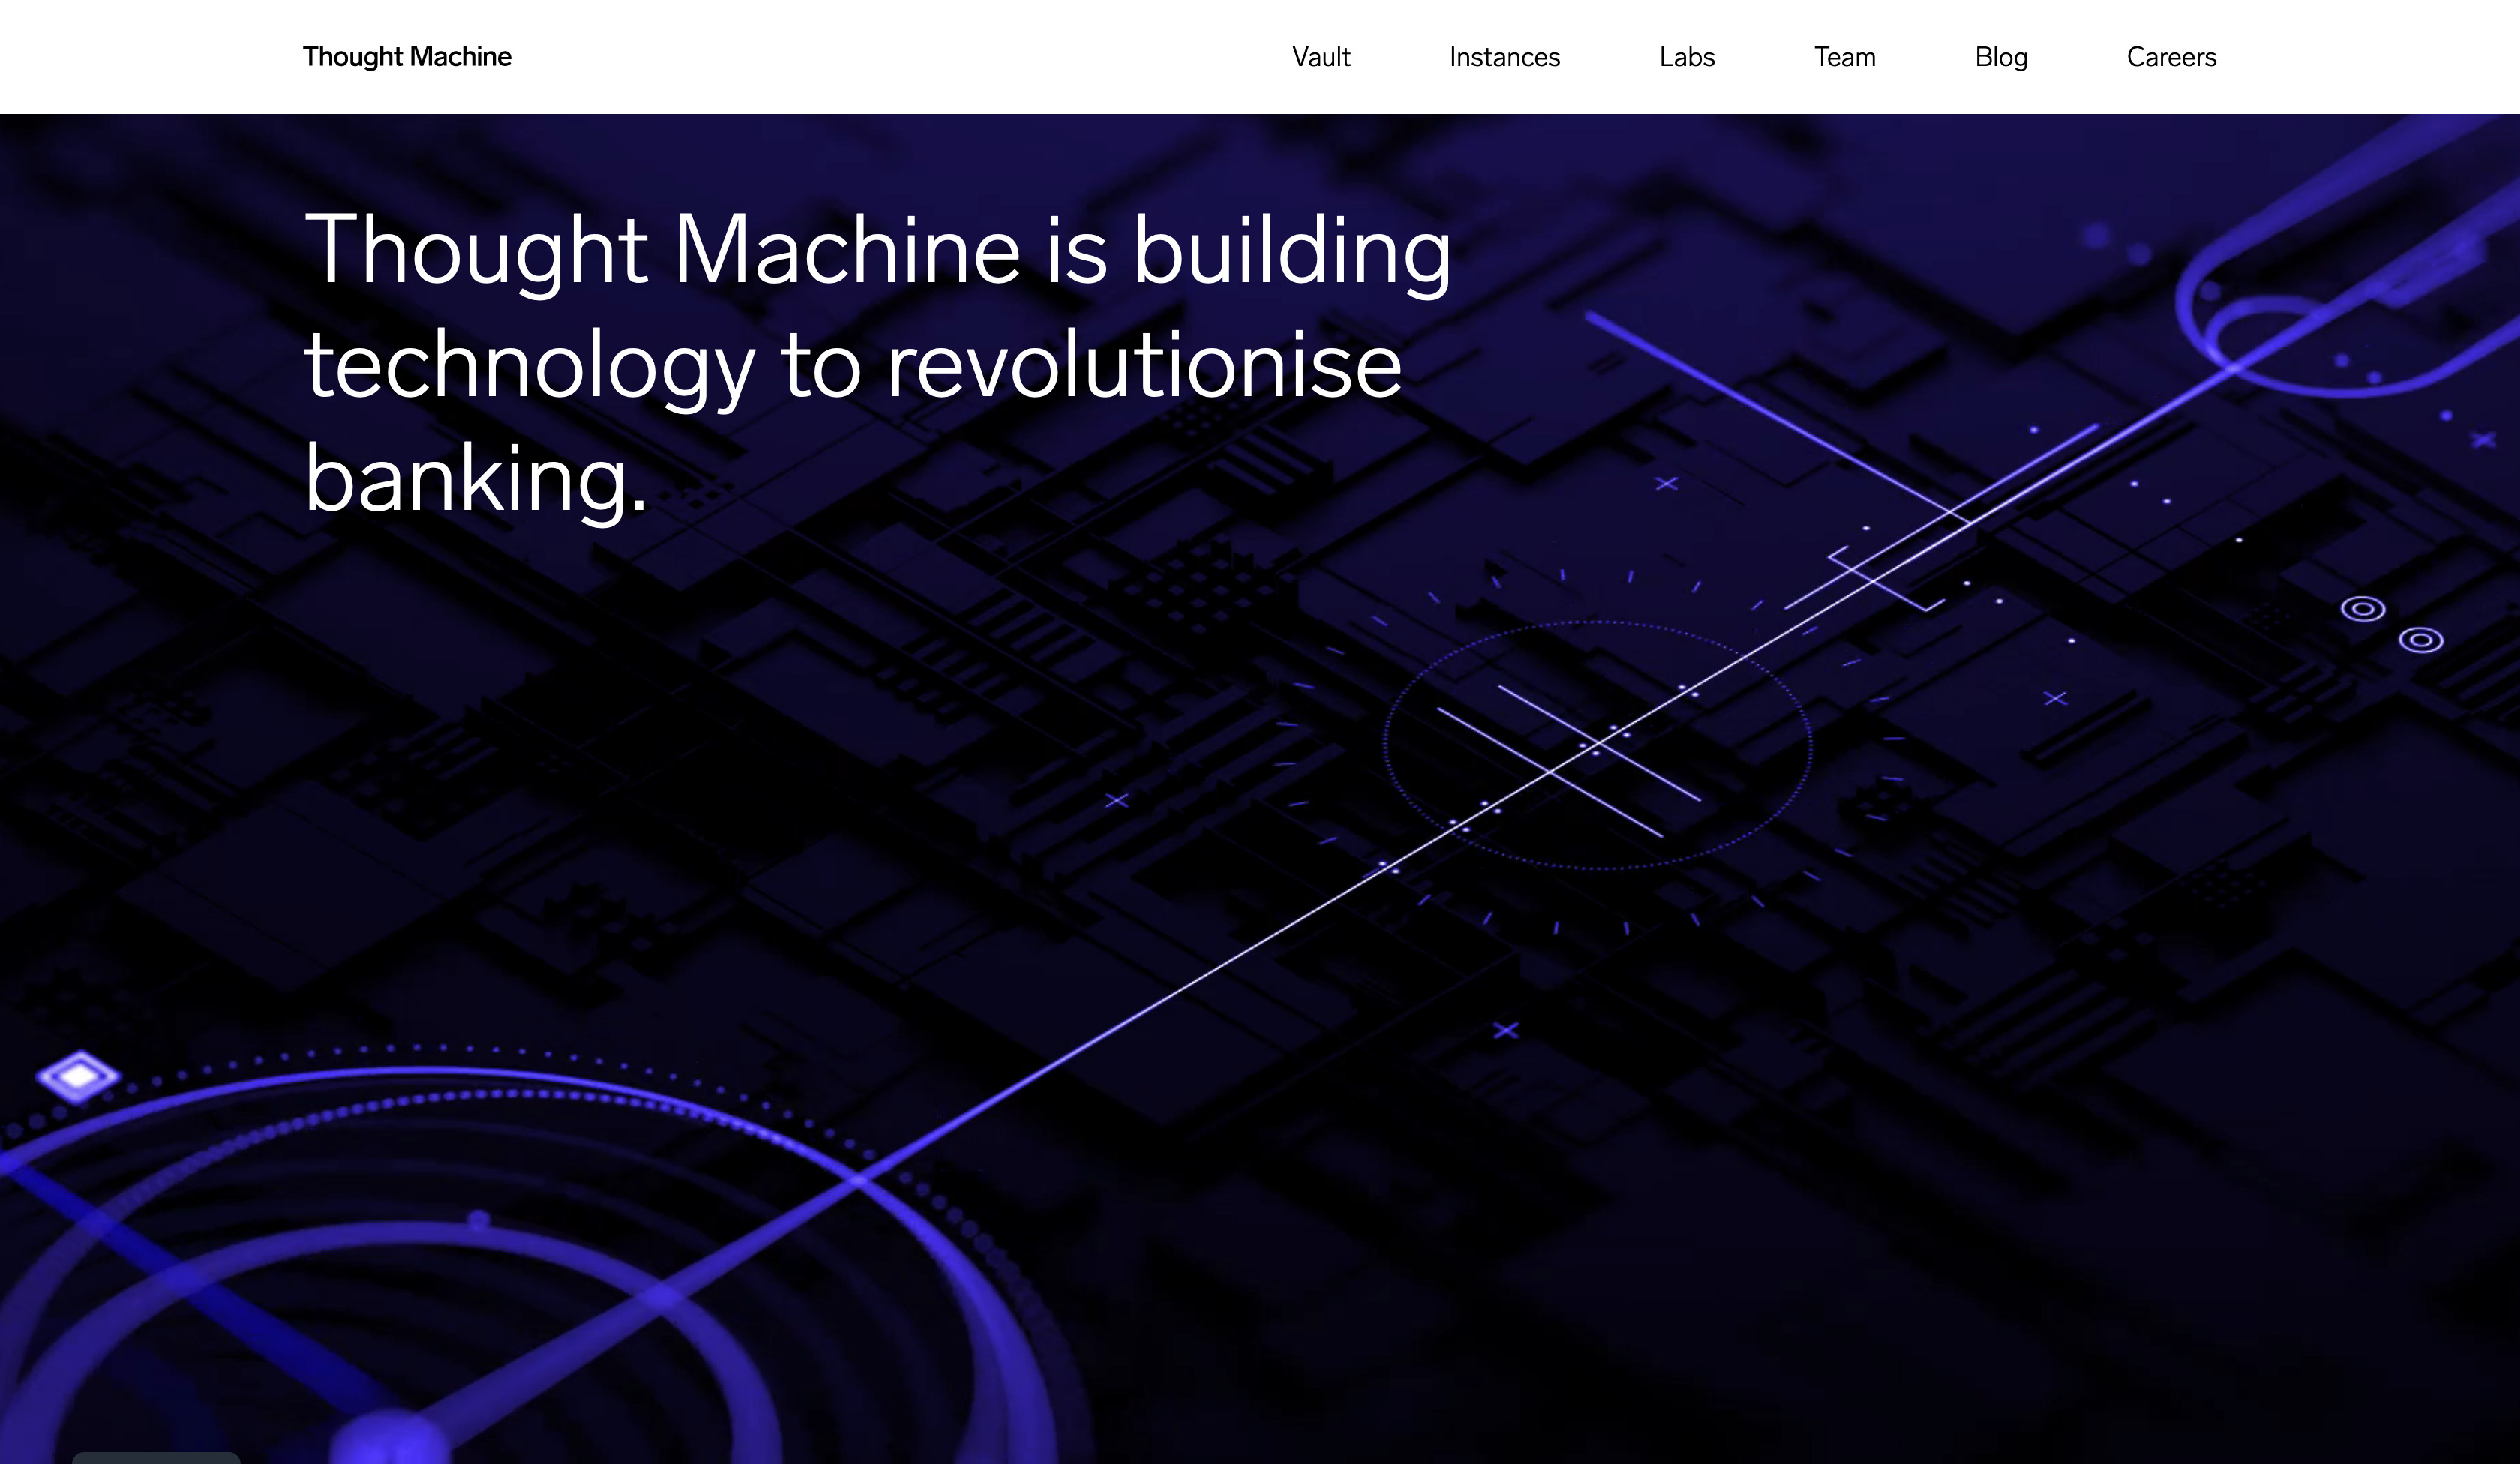 Thought Machine
Vault Instances Labs Team Blog Careers
Thought Machine is building
technology to revolutionise
banking.